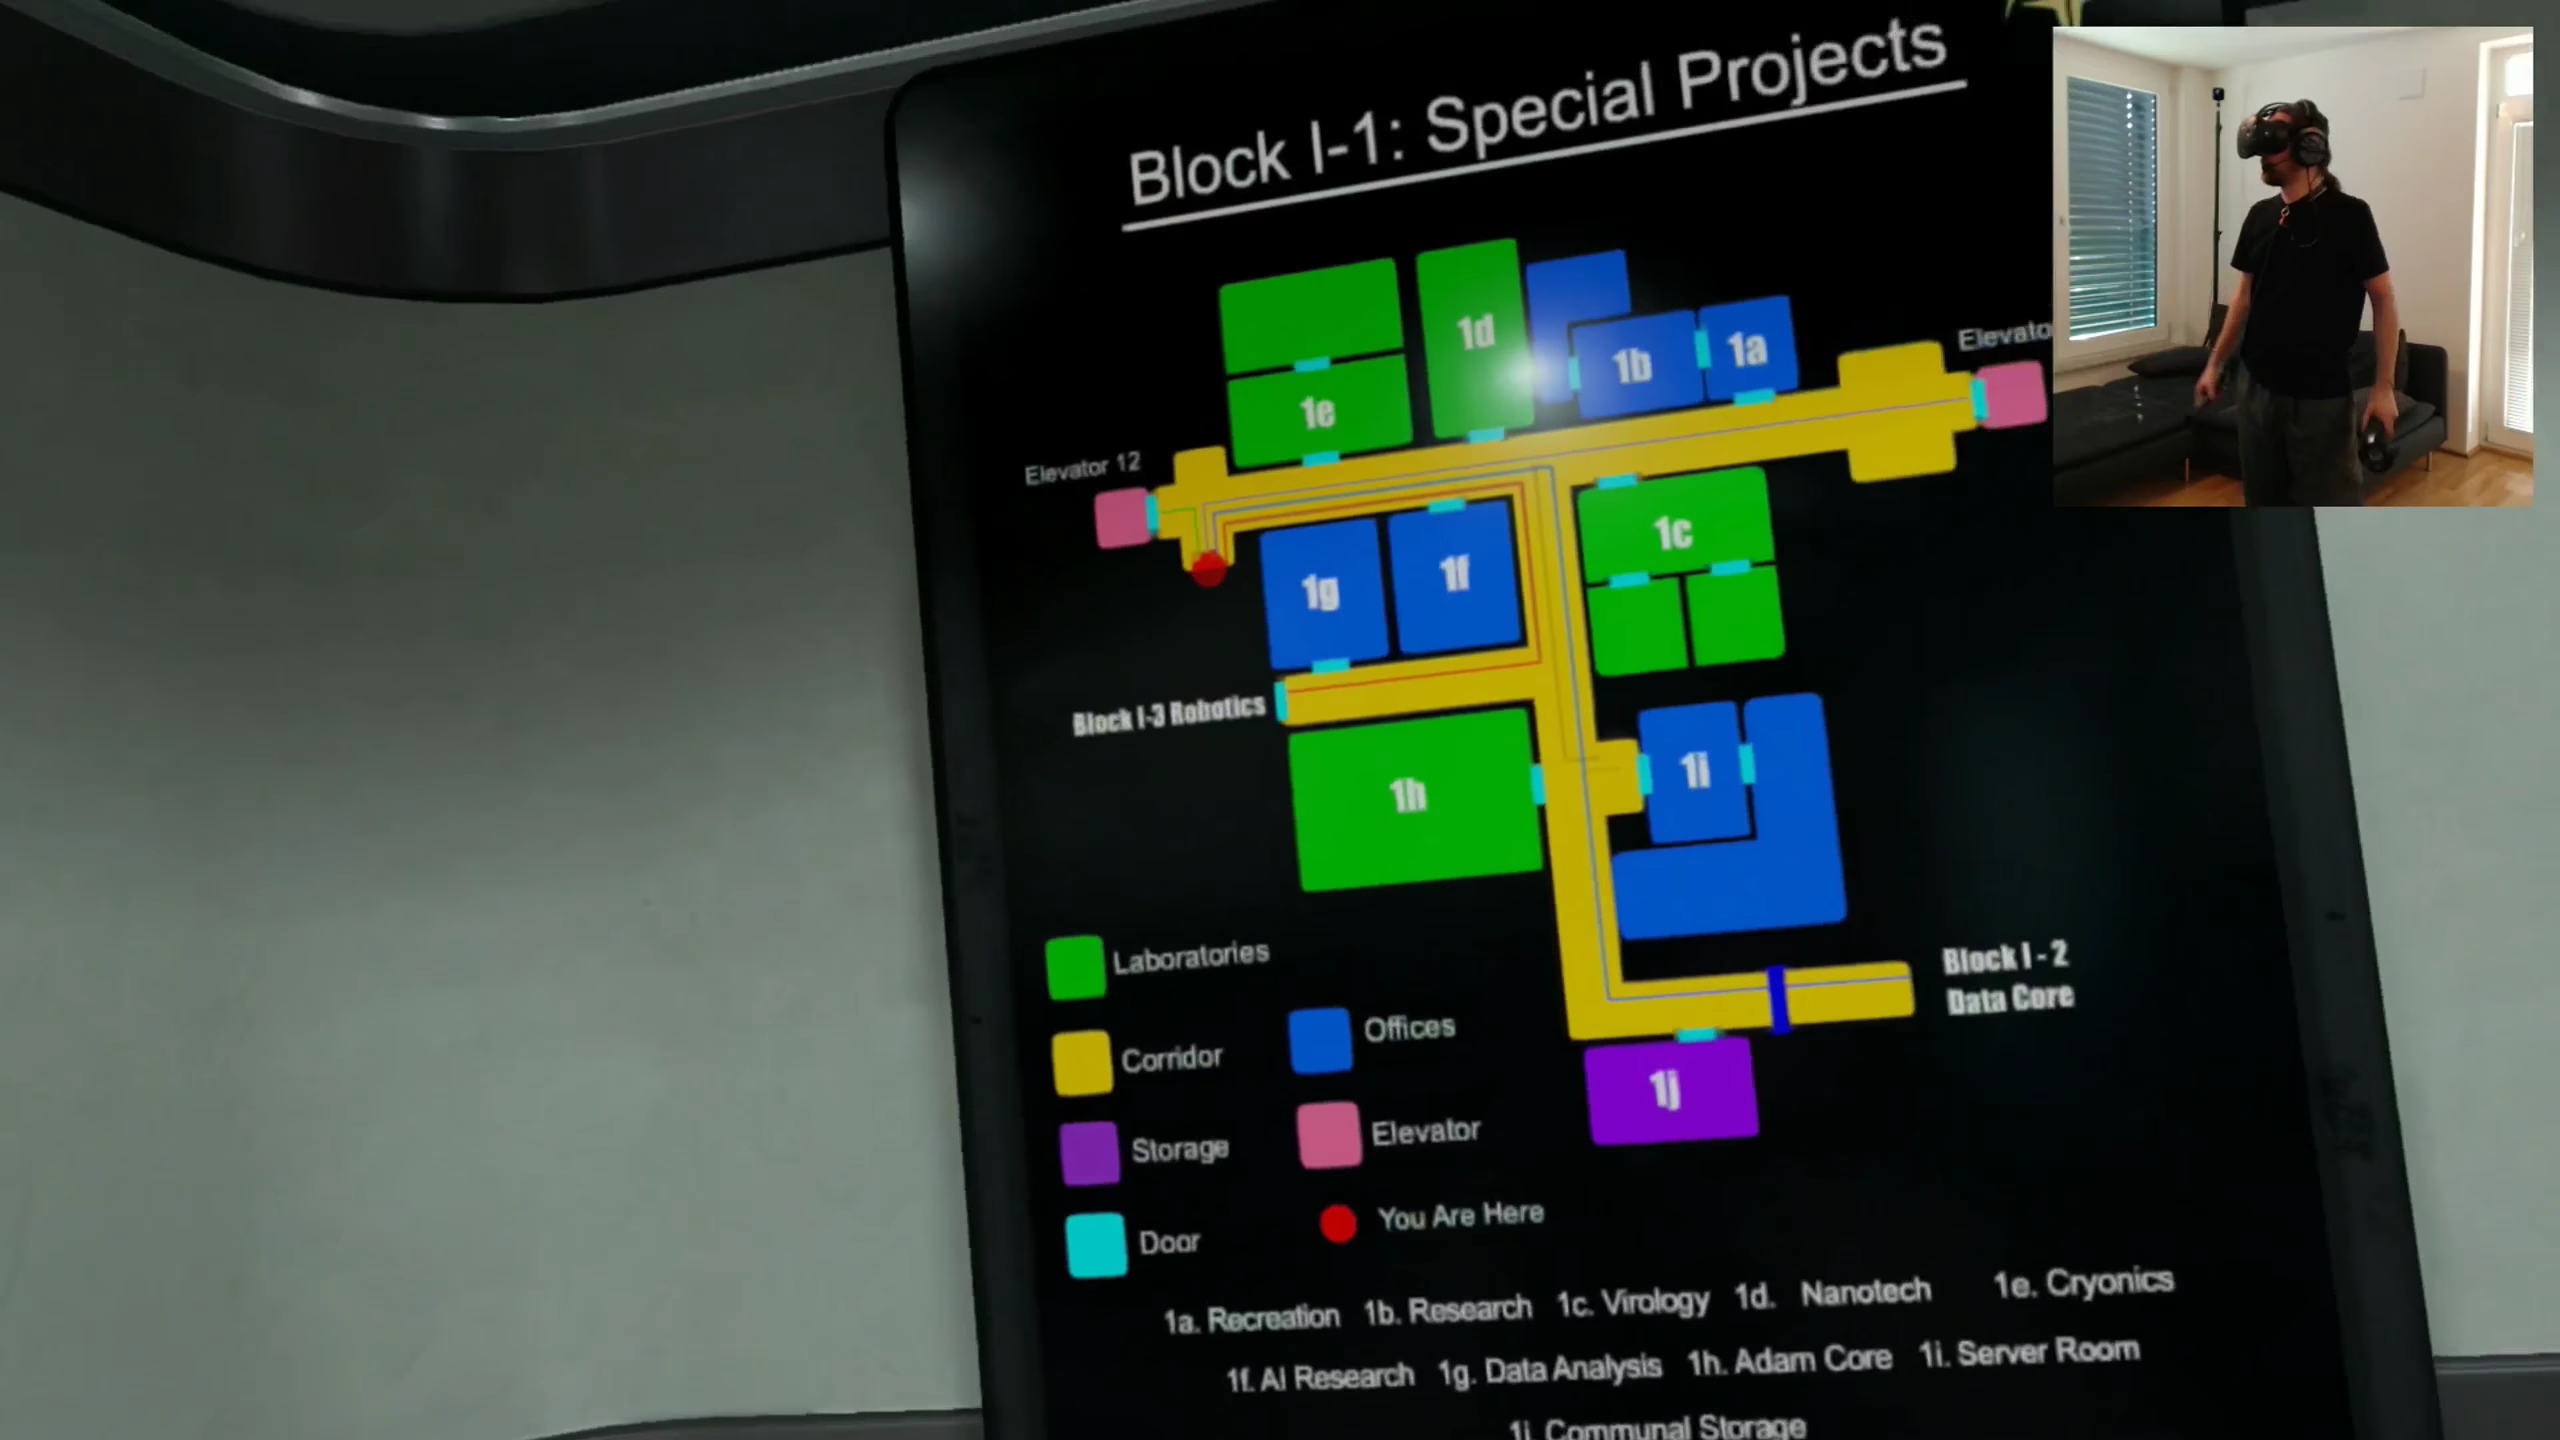 Block I-1: Special Projects
1d
1b
1a
1e
Elevator 12
1c
1g
1f
Block I-3 Robotics
1h
1i
Laboratories
Corridor
Storage
Door
Offices
Elevator
You Are Here
Block I - 2
Data Core
1j
1a. Recreation 1b. Research 1c. Virology 1d. Nanotech 1e. Cryonics
1f. AI Research 1g. Data Analysis 1h. Adam Core 1i. Server Room
1j. Communal Storage